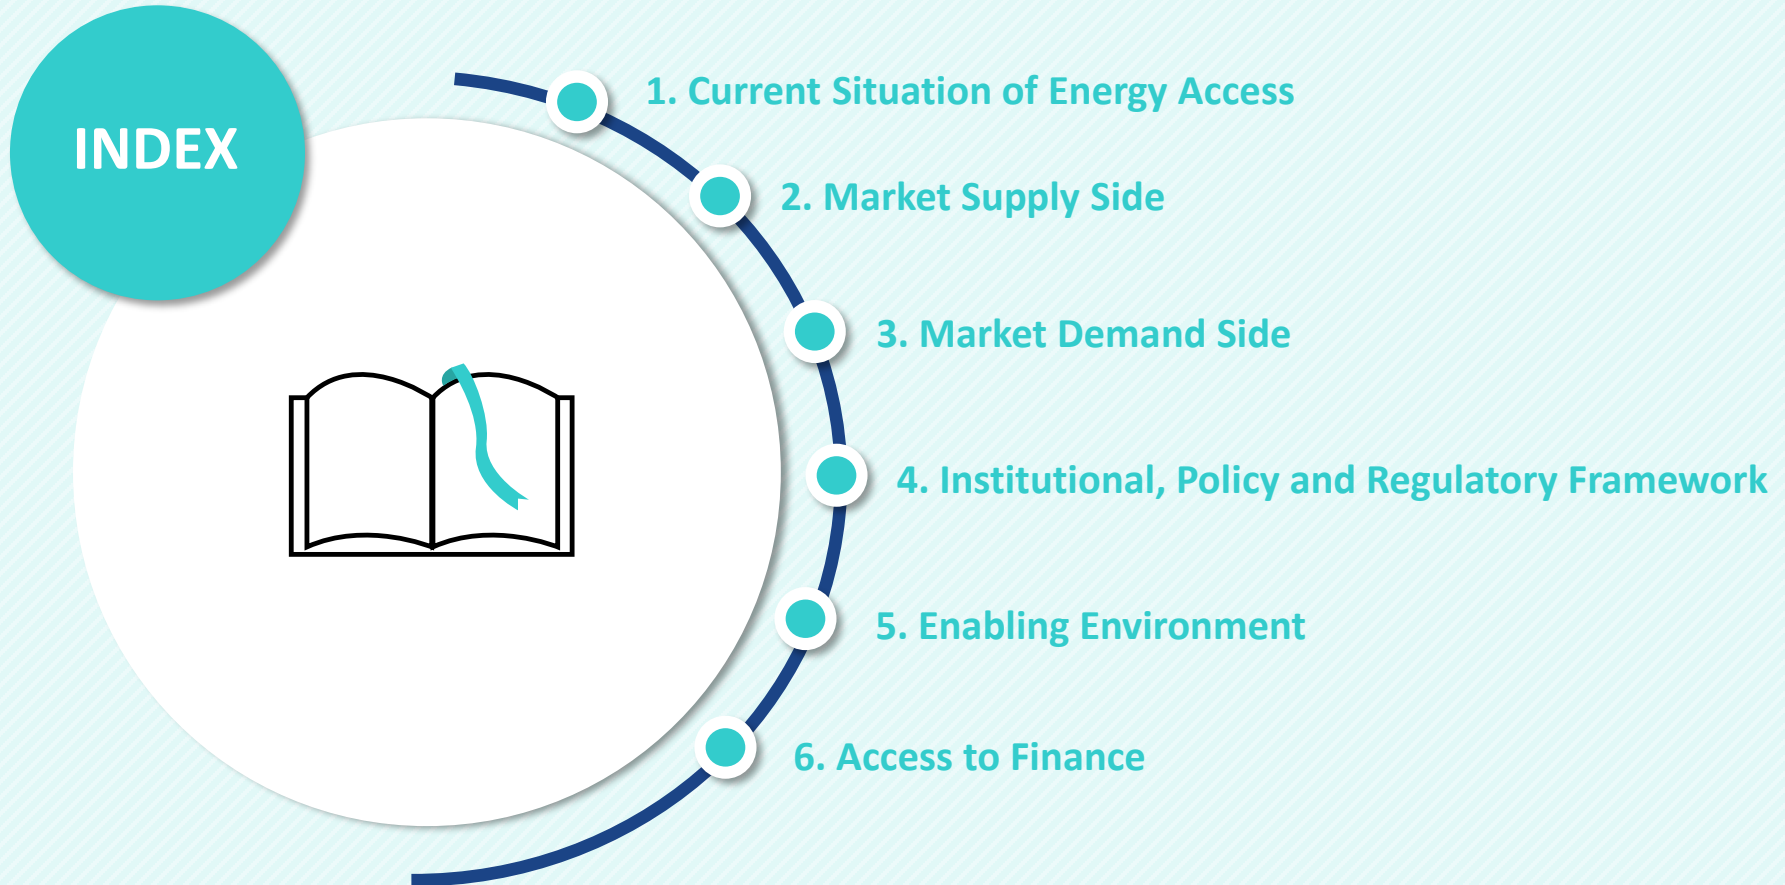 INDEX
1. Current Situation of Energy Access
2. Market Supply Side
3. Market Demand Side
4. Institutional, Policy and Regulatory Framework
5. Enabling Environment
6. Access to Finance